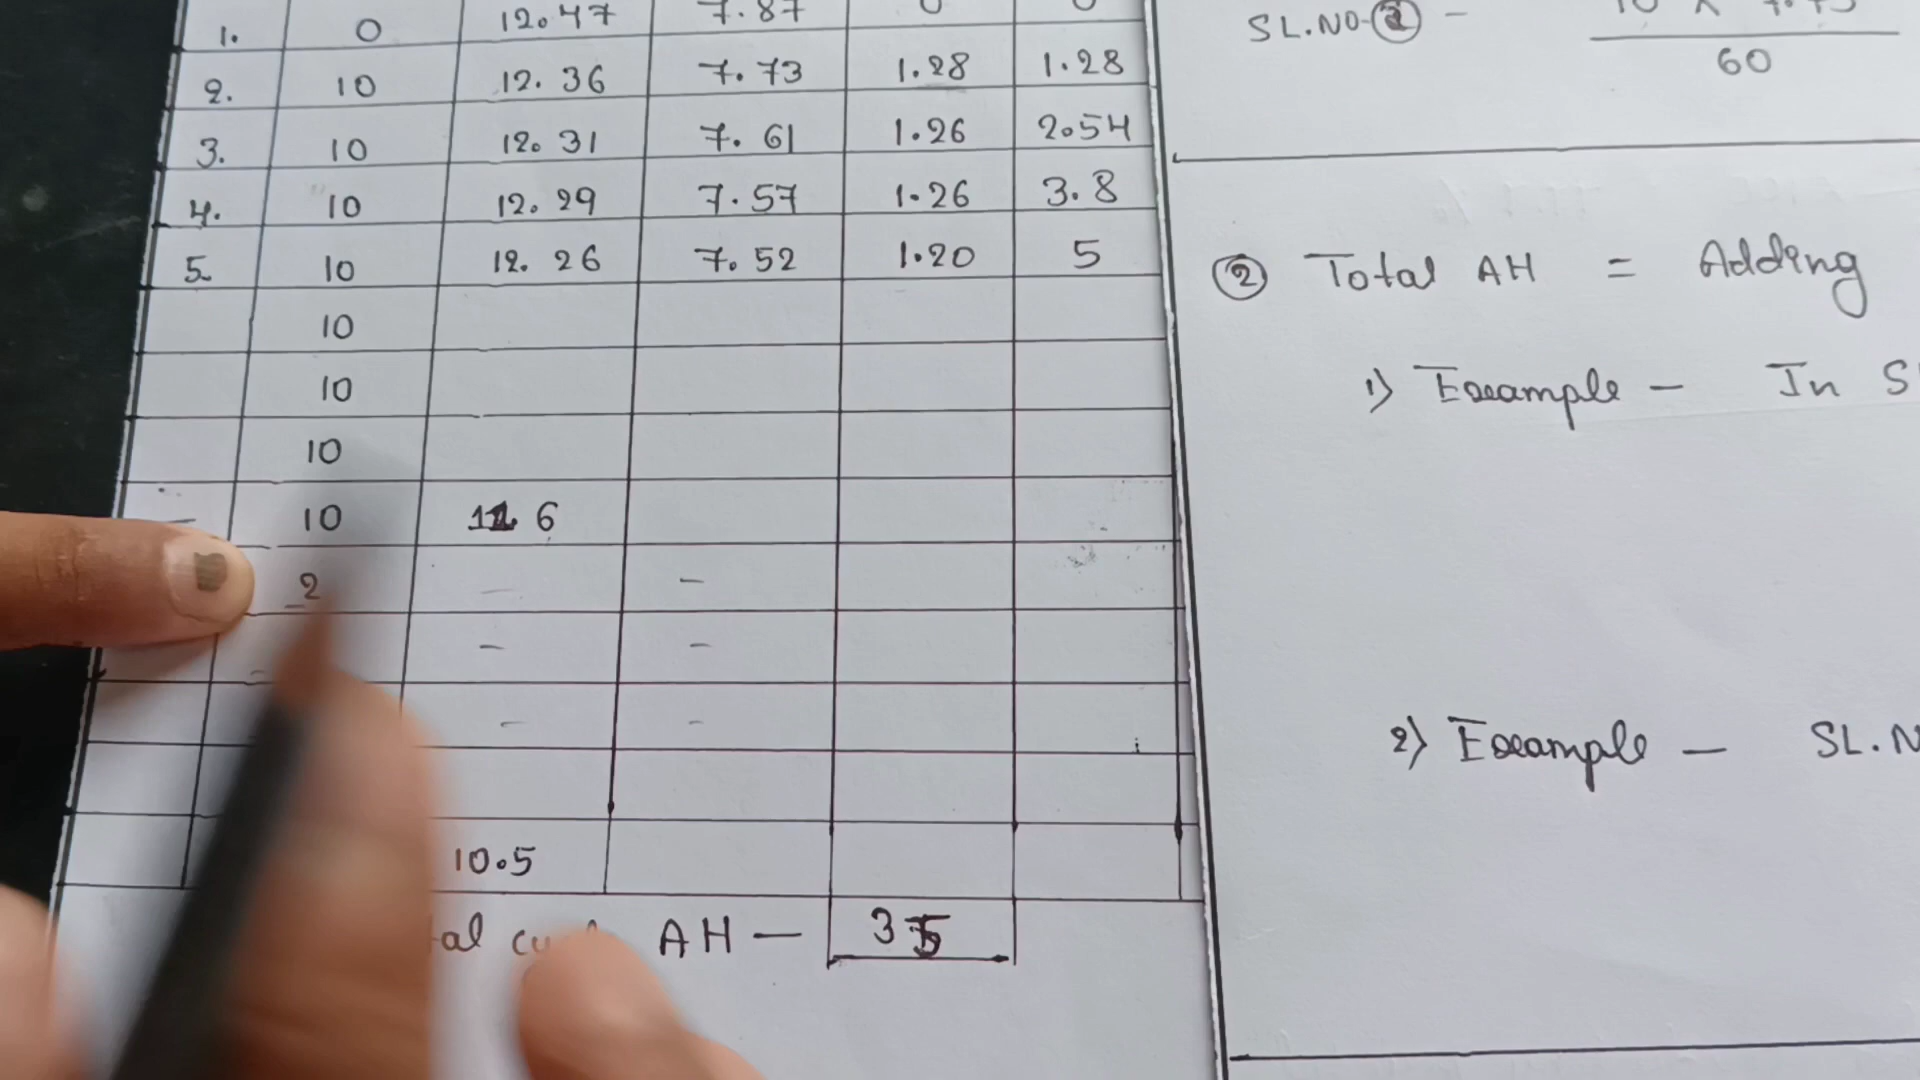 1. 0 12.47 7.87 0 0
2. 10 12.36 7.73 1.28 1.28
3. 10 12.31 7.61 1.26 2.54
4. 10 12.29 7.57 1.26 3.8
5. 10 12.26 7.52 1.20 5
10
10
10
- 10 6
2 - -
- - -
- -
10.5
AH - 35
SL.NO-
60
② Total AH = Adding
1) Example - In S
2) Example - SL.N